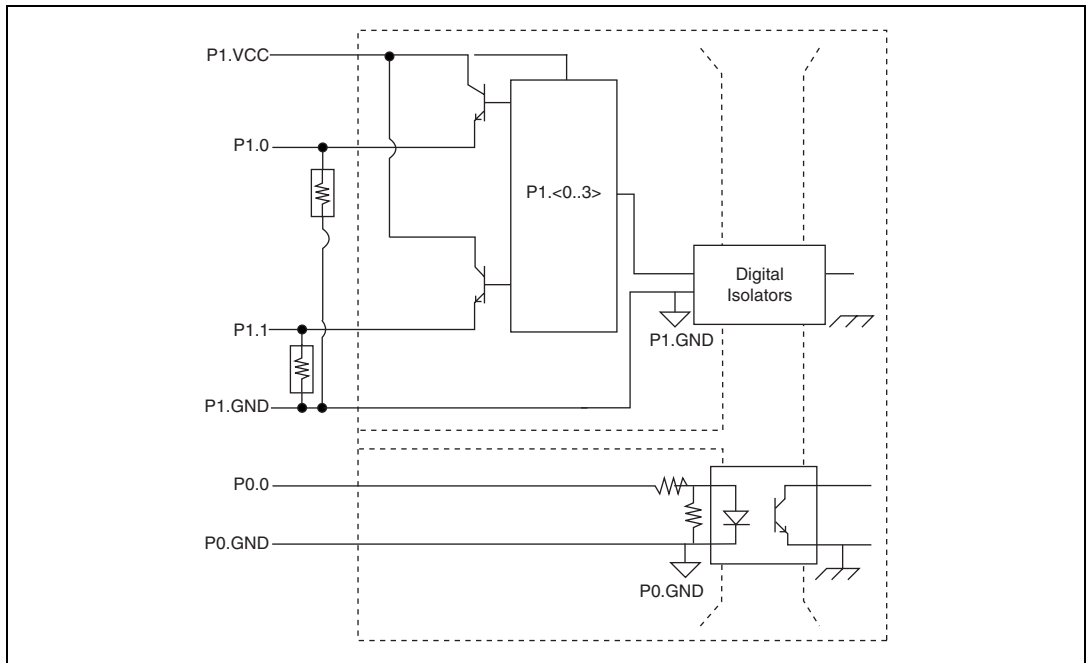 P1.VCC
P1.0
P1.<0..3>
Digital
Isolators
P1.1
P1.GND
P1.GND
P0.0
P0.GND
P0.GND